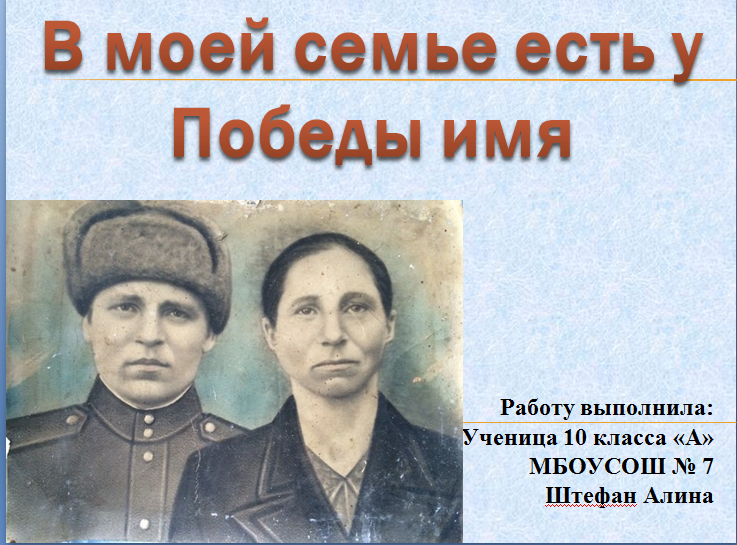 В моей семье есть у
Победы имя
Работу выполнила:
Ученица 10 класса «А»
МБОУСОШ № 7
Штефан Алина